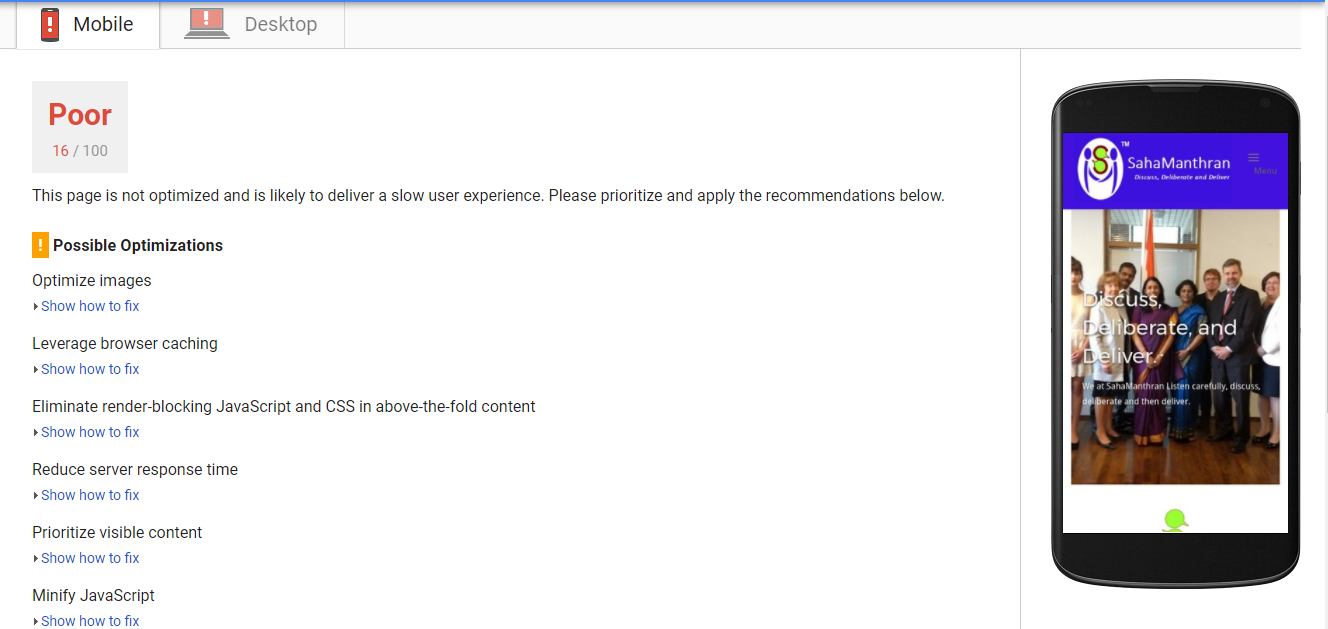 Mobile
Desktop
Poor
16 / 100
This page is not optimized and is likely to deliver a slow user experience. Please prioritize and apply the recommendations below.
! Possible Optimizations
Optimize images
Show how to fix
Leverage browser caching
Show how to fix
Eliminate render-blocking JavaScript and CSS in above-the-fold content
Show how to fix
Reduce server response time
Show how to fix
Prioritize visible content
Show how to fix
Minify JavaScript
Show how to fix
S
TM
SahaManthran
Discuss, Deliberate and Deliver
Menu
Discuss,
Deliberate, and
Deliver.
We at SahaManthran Listen carefully, discuss,
deliberate and then deliver.